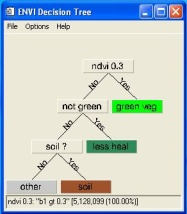 ENVI Decision Tree
File Options Help
ndvi 0.3
No Yes
not green green veg
No Yes
soil ? less heal
No Yes
other soil
ndvi 0.3: "b1 gt 0.3" [5,128,099 (100.00%)]